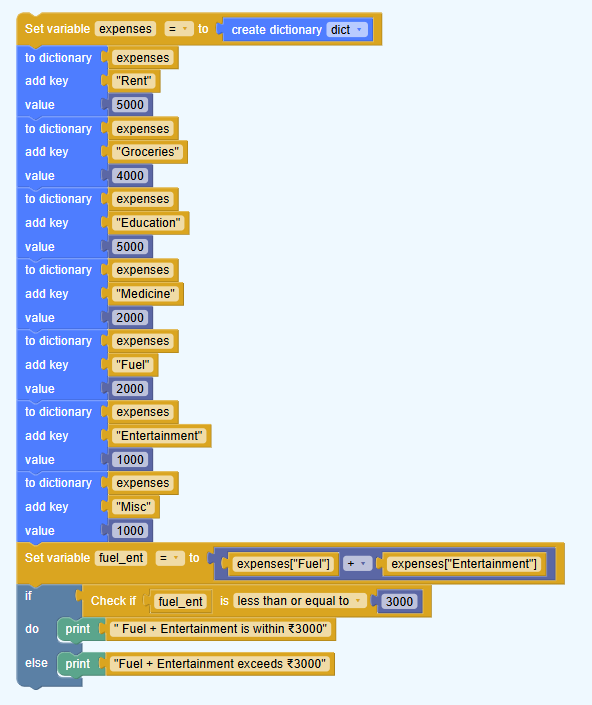 Set variable expenses = to create dictionary dict
to dictionary expenses
add key "Rent"
value 5000
to dictionary expenses
add key "Groceries"
value 4000
to dictionary expenses
add key "Education"
value 5000
to dictionary expenses
add key "Medicine"
value 2000
to dictionary expenses
add key "Fuel"
value 2000
to dictionary expenses
add key "Entertainment"
value 1000
to dictionary expenses
add key "Misc"
value 1000
Set variable fuel_ent = to expenses["Fuel"] + expenses["Entertainment"]
if Check if fuel_ent is less than or equal to 3000
do print " Fuel + Entertainment is within ₹3000"
else print "Fuel + Entertainment exceeds ₹3000"